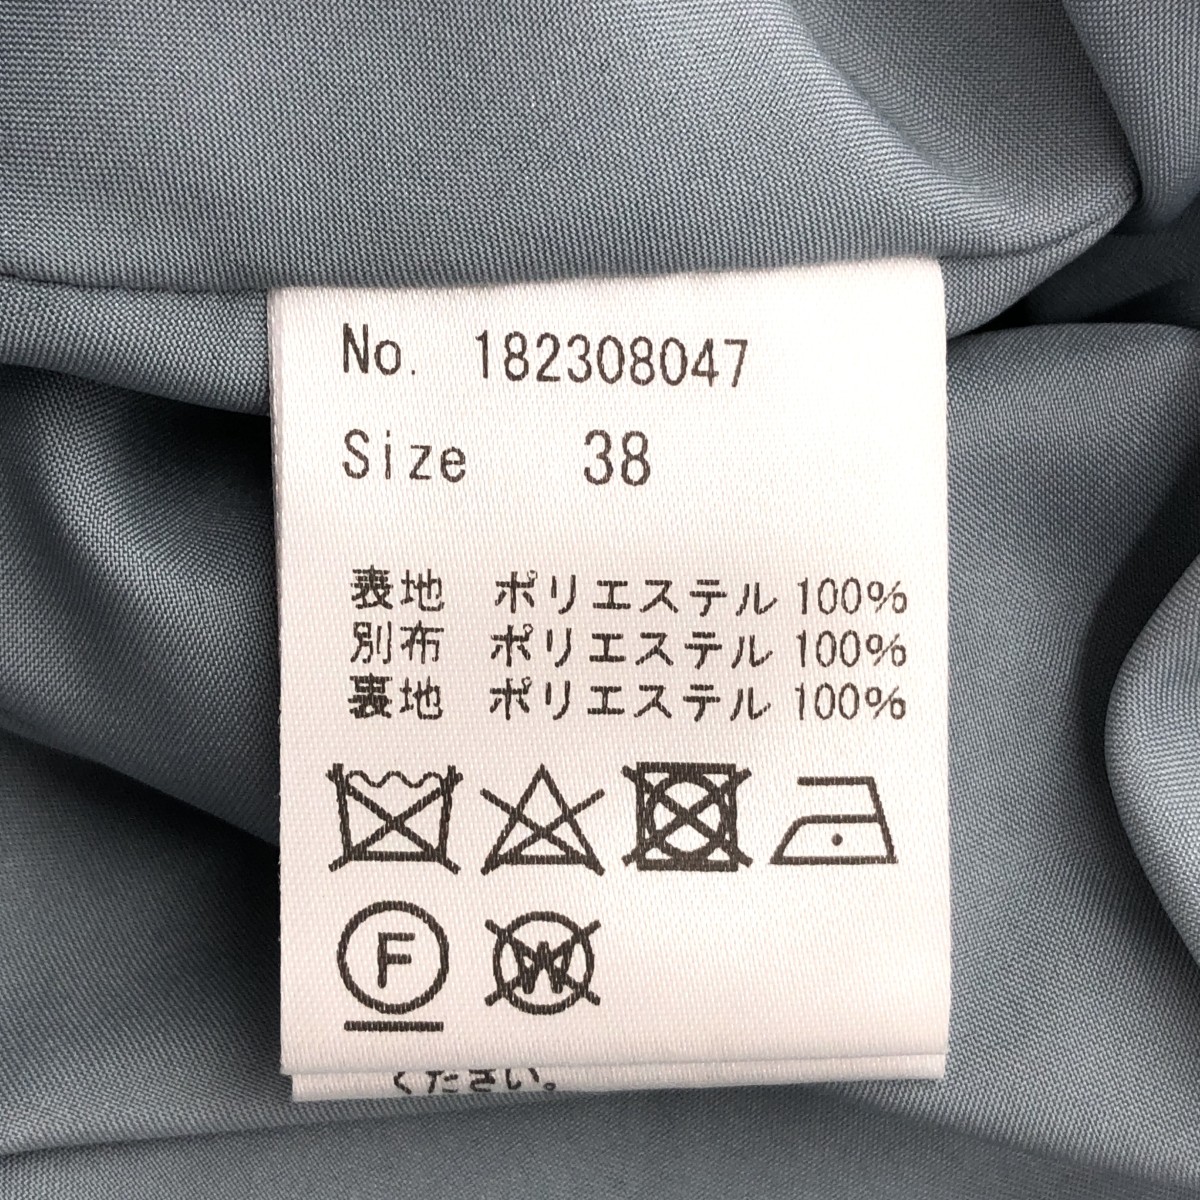 No. 182308047
Size 38
表地 ポリエステル 100%
別布 ポリエステル 100%
裏地 ポリエステル 100%
F W
ください。